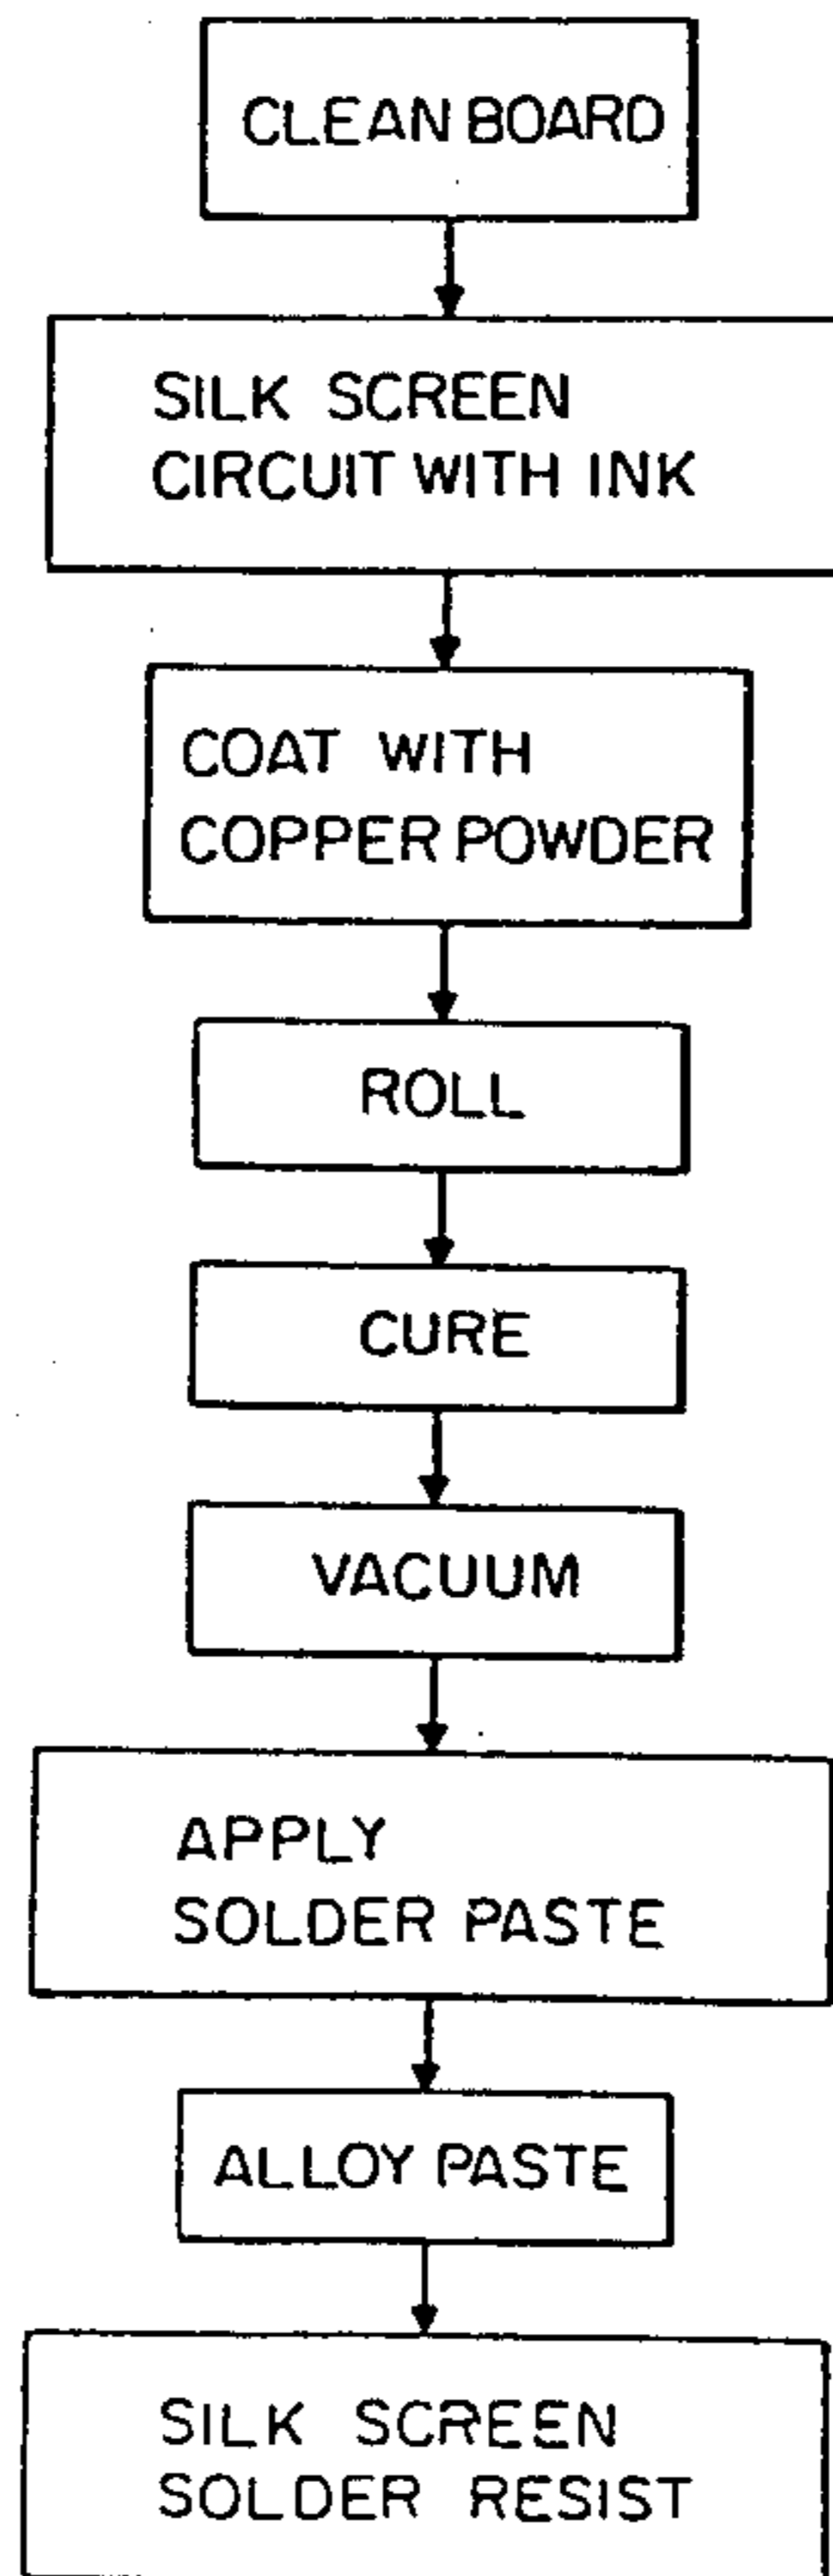 CLEAN BOARD
SILK SCREEN
CIRCUIT WITH INK
COAT WITH
COPPER POWDER
ROLL
CURE
VACUUM
APPLY
SOLDER PASTE
ALLOY PASTE
SILK SCREEN
SOLDER RESIST